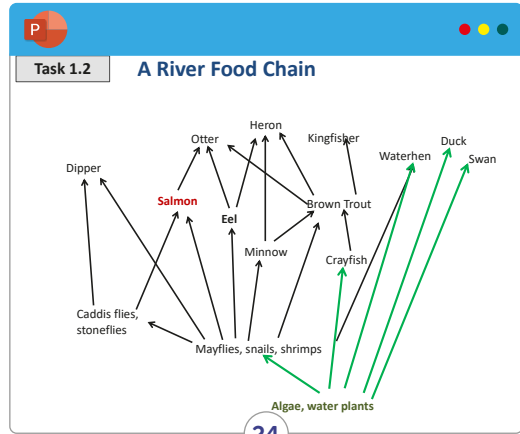 P
Task 1.2
A River Food Chain
Heron
Otter
Kingfisher
Duck
Waterhen
Swan
Dipper
Salmon
Eel
Brown Trout
Minnow
Crayfish
Caddis flies,
stoneflies
Mayflies, snails, shrimps
Algae, water plants
24